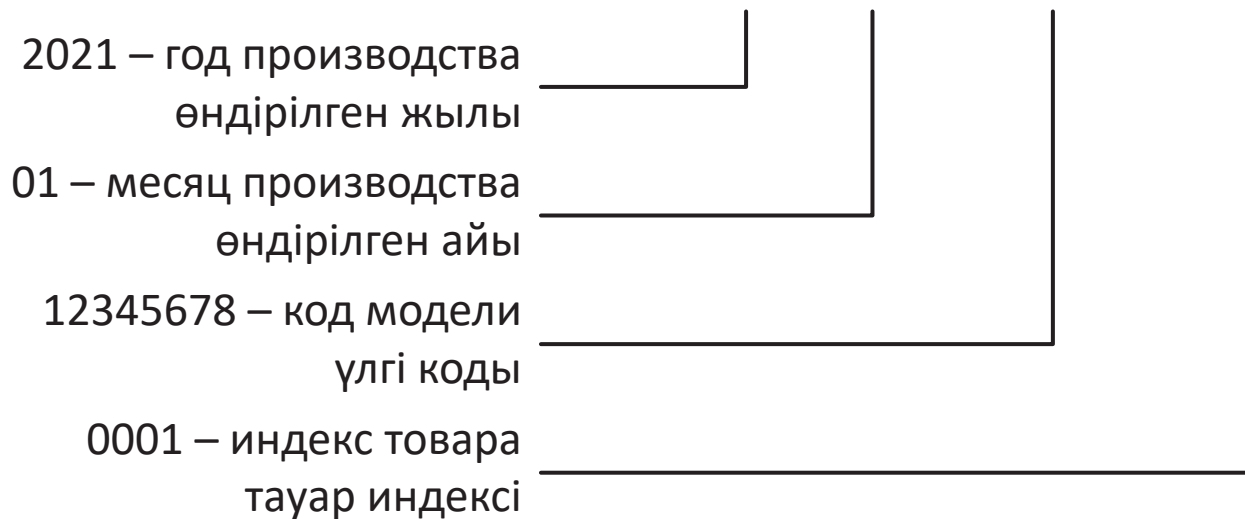 2021 – год производства
өндірілген жылы
01 – месяц производства
өндірілген айы
12345678 – код модели
үлгі коды
0001 – индекс товара
тауар индексі